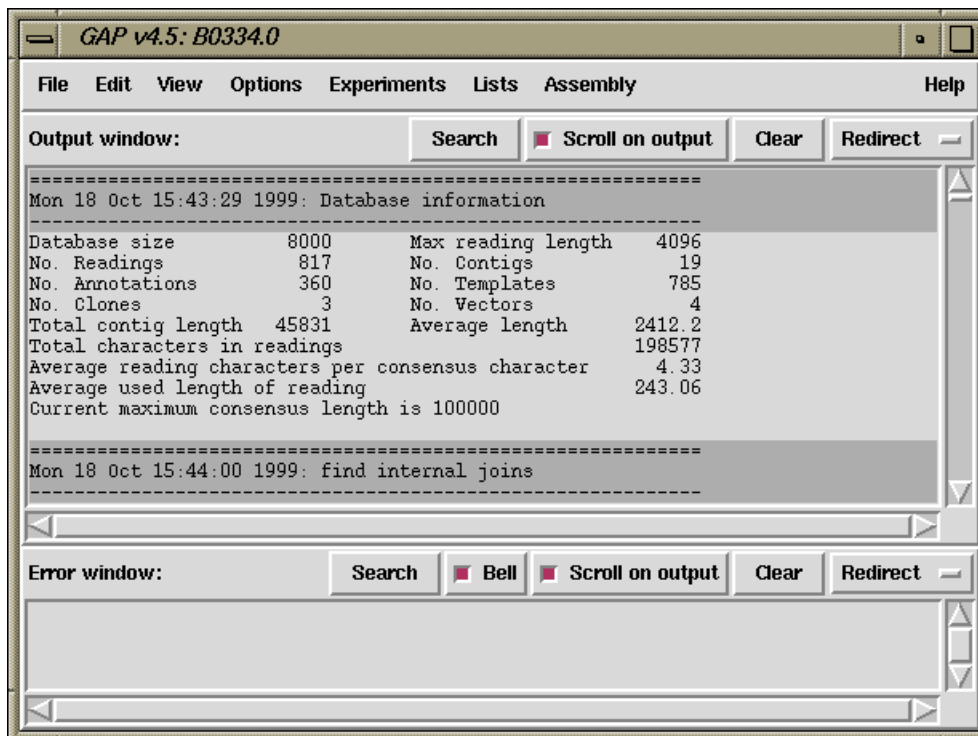 GAP v4.5: B0334.0
File Edit View Options Experiments Lists Assembly Help
Output window: Search Scroll on output Clear Redirect
============================================================
Mon 18 Oct 15:43:29 1999: Database information
------------------------------------------------------------
Database size 8000 Max reading length 4096
No. Readings 817 No. Contigs 19
No. Annotations 360 No. Templates 785
No. Clones 3 No. Vectors 4
Total contig length 45831 Average length 2412.2
Total characters in readings 198577
Average reading characters per consensus character 4.33
Average used length of reading 243.06
Current maximum consensus length is 100000
============================================================
Mon 18 Oct 15:44:00 1999: find internal joins
------------------------------------------------------------
Error window: Search Bell Scroll on output Clear Redirect